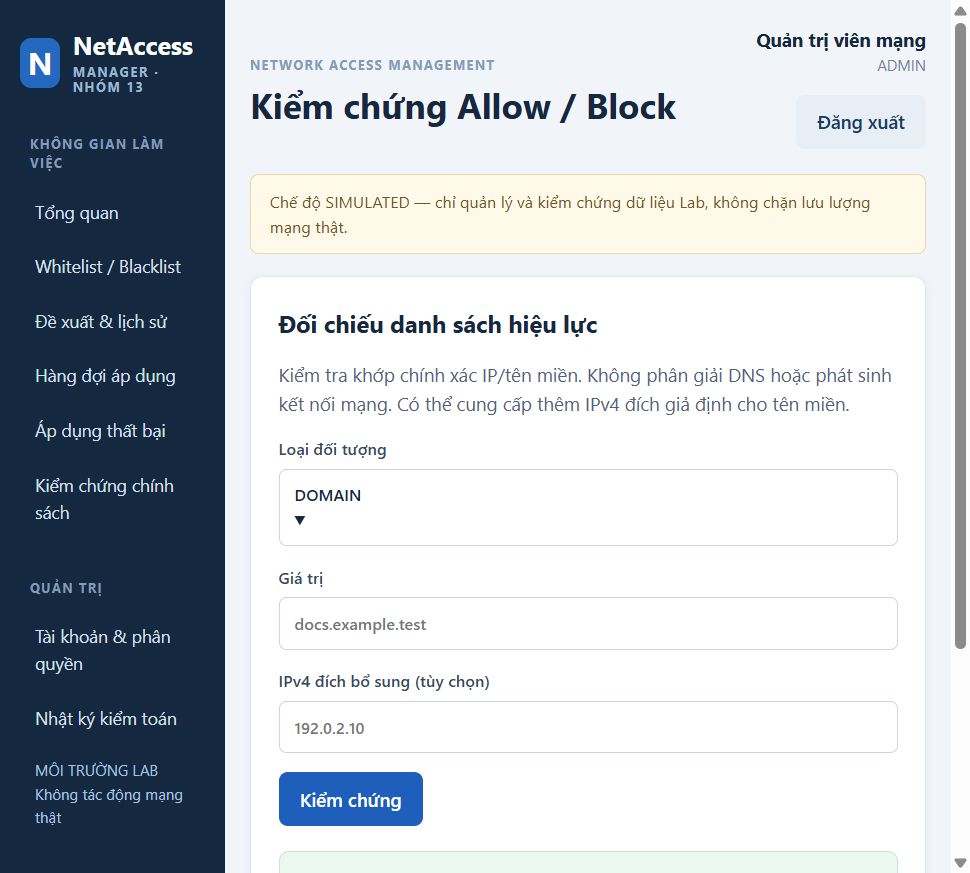 N
NetAccess
MANAGER ·
NHÓM 13
KHÔNG GIAN LÀM
VIỆC
Tổng quan
Whitelist / Blacklist
Đề xuất & lịch sử
Hàng đợi áp dụng
Áp dụng thất bại
Kiểm chứng chính
sách
QUẢN TRỊ
Tài khoản & phân
quyền
Nhật ký kiểm toán
MÔI TRƯỜNG LAB
Không tác động mạng
thật
NETWORK ACCESS MANAGEMENT
Kiểm chứng Allow / Block
Quản trị viên mạng
ADMIN
Đăng xuất
Chế độ SIMULATED — chỉ quản lý và kiểm chứng dữ liệu Lab, không chặn lưu lượng
mạng thật.
Đối chiếu danh sách hiệu lực
Kiểm tra khớp chính xác IP/tên miền. Không phân giải DNS hoặc phát sinh
kết nối mạng. Có thể cung cấp thêm IPv4 đích giả định cho tên miền.
Loại đối tượng
DOMAIN
Giá trị
docs.example.test
IPv4 đích bổ sung (tùy chọn)
192.0.2.10
Kiểm chứng